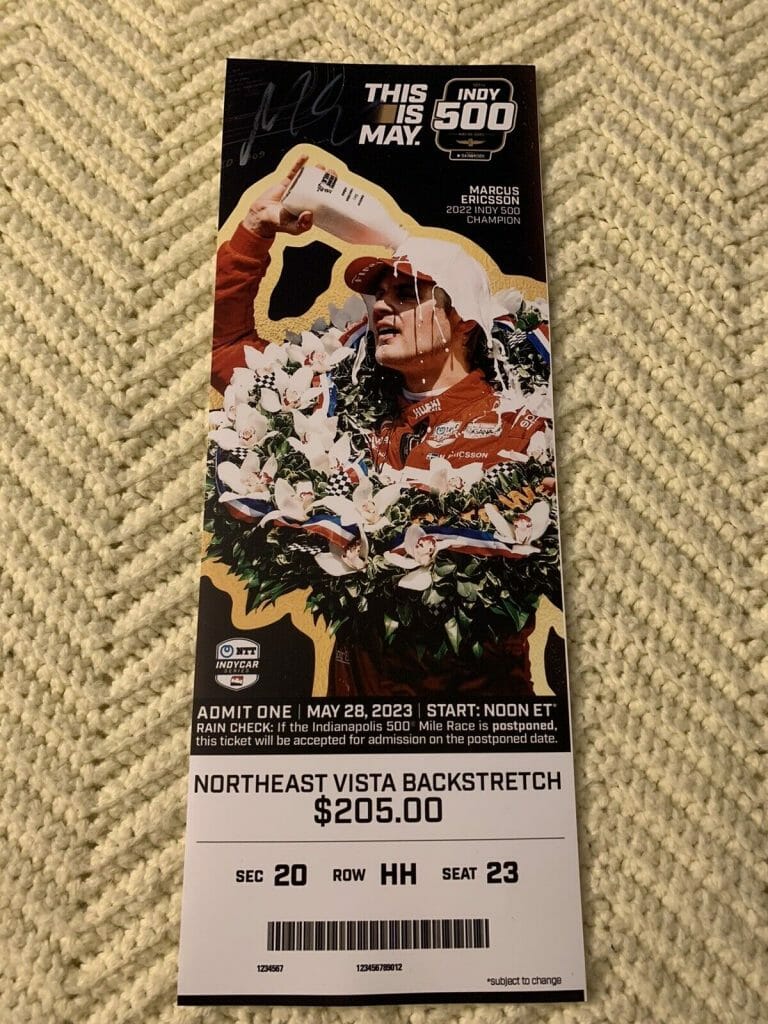 THIS
IS
MAY.
INDY
500
MARCUS
ERICSSON
2022 INDY 500
CHAMPION
ERICSSON
NTT
INDYCAR
SERIES
ADMIT ONE | MAY 28, 2023 | START: NOON ET*
RAIN CHECK: If the Indianapolis 500® Mile Race is postponed,
this ticket will be accepted for admission on the postponed date.
NORTHEAST VISTA BACKSTRETCH
$205.00
SEC 20 ROW HH SEAT 23
1234567 123456789012
*subject to change